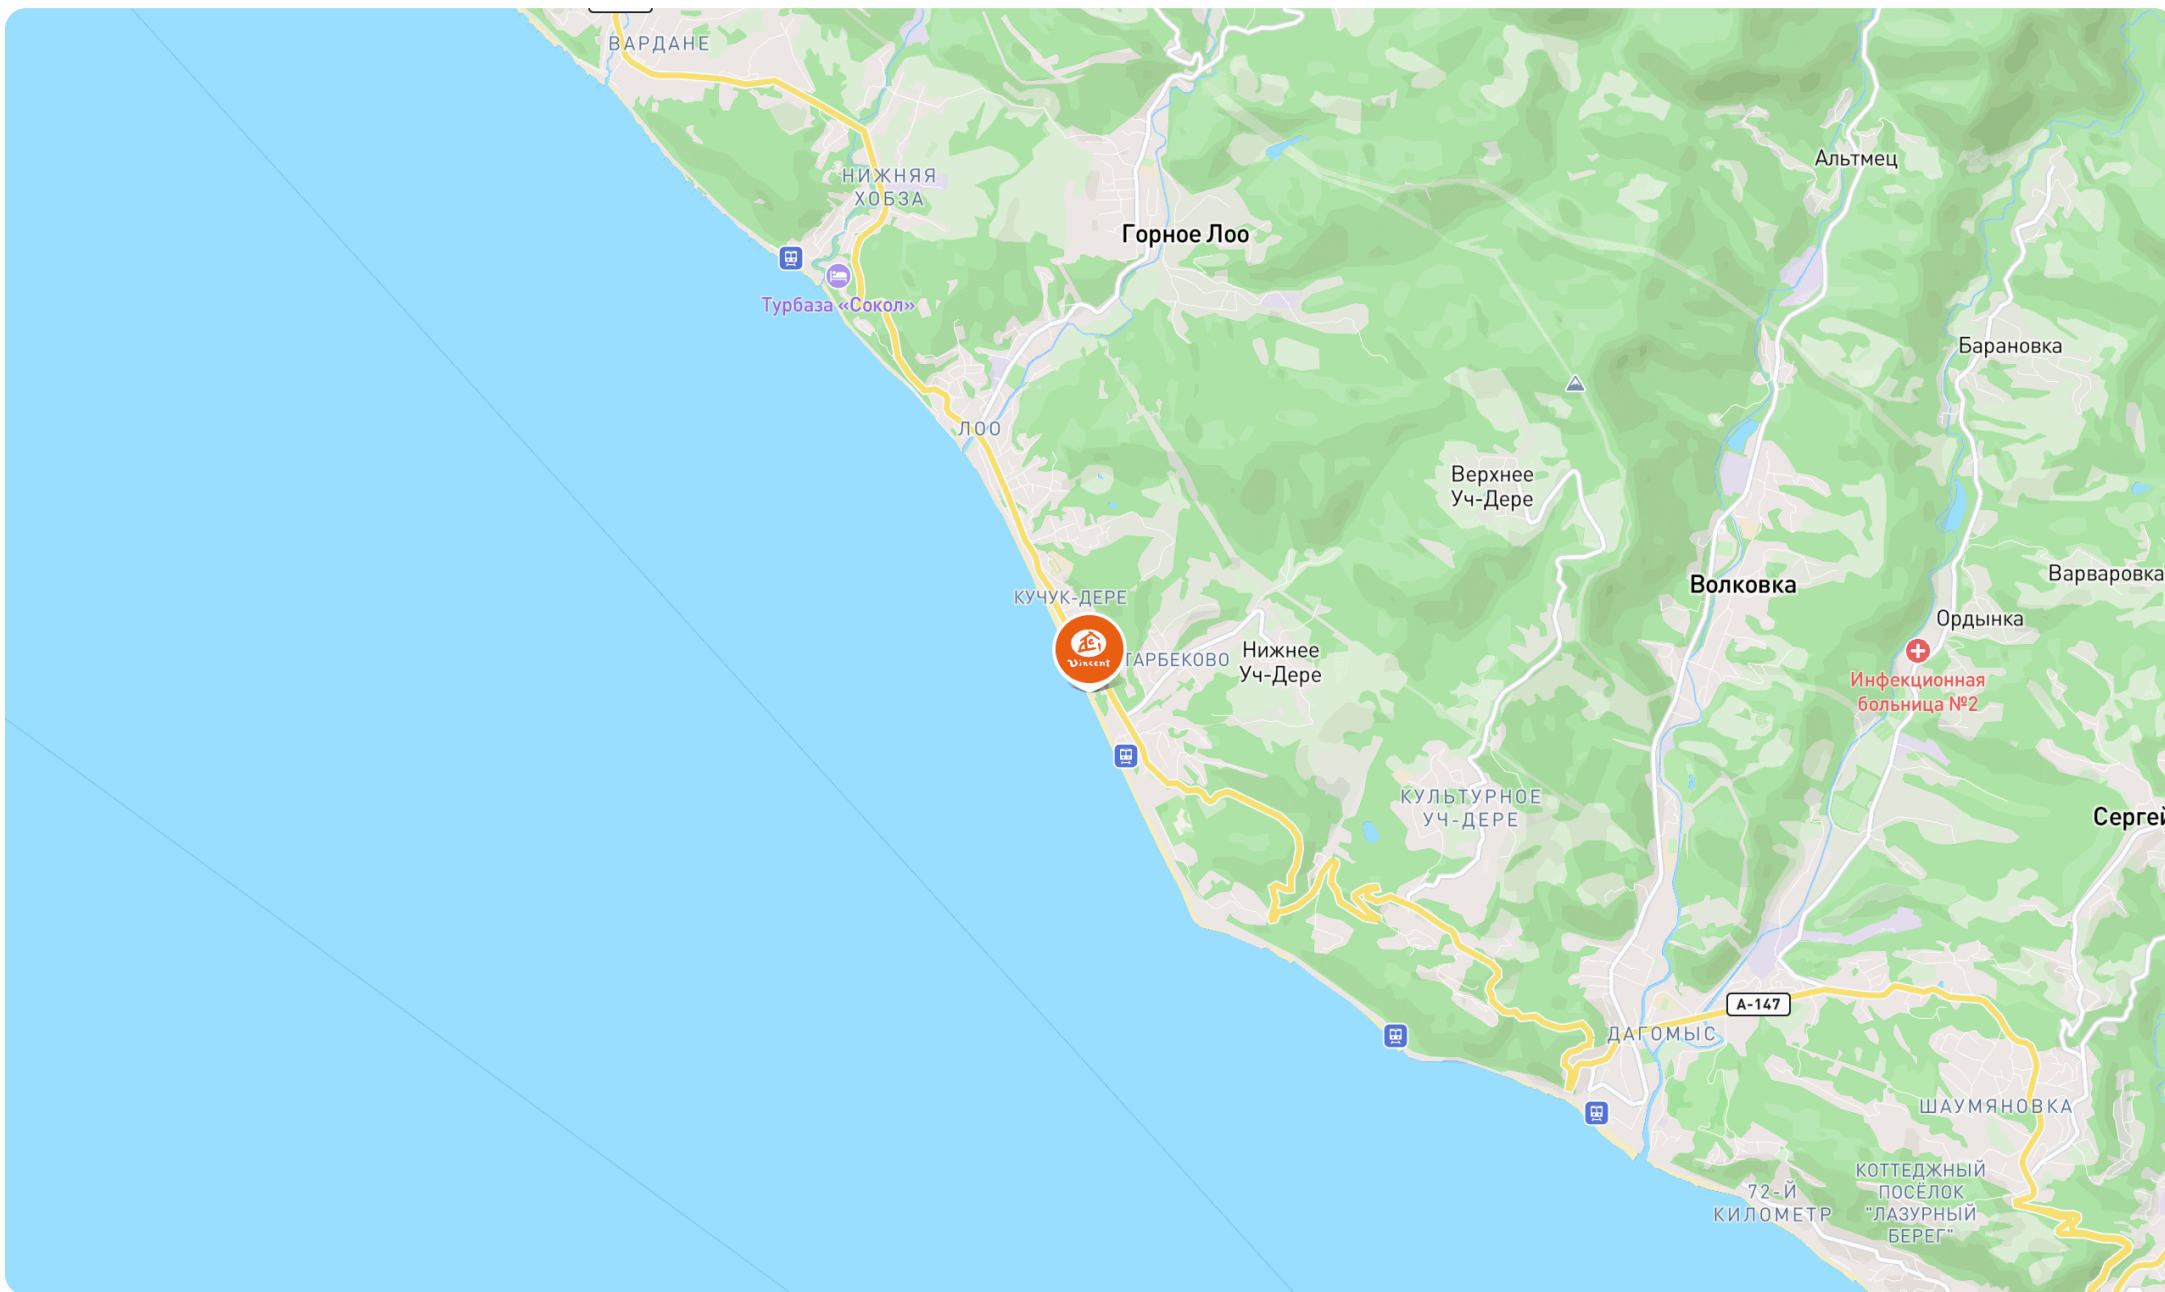 ВАРДАНЕ
НИЖНЯЯ
ХОБЗА
Альтмец
Горное Лоо
Турбаза «Сокол»
Барановка
ЛОО
Верхнее
Уч-Дере
КУЧУК-ДЕРЕ
Волковка
Варваровка
Ордынка
Vincent
ТАРБЕКОВО
Нижнее
Уч-Дере
Инфекционная
больница №2
КУЛЬТУРНОЕ
УЧ-ДЕРЕ
Сергей
А-147
ДАГОМЫС
ШАУМЯНОВКА
72-Й
КИЛОМЕТР
КОТТЕДЖНЫЙ
ПОСЁЛОК
"ЛАЗУРНЫЙ
БЕРЕГ"